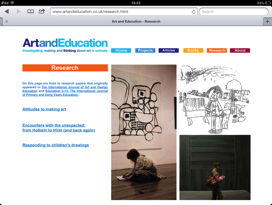 iPad
15:22
www.artandeducation.co.uk/research.html
Search
Art and Education - Research
ArtandEducation
investigating, making and thinking about art in schools
Home
Projects
Articles
Books
Research
About
Research
On this page are links to research papers that originally
appeared in The International Journal of Art and Design
Education and Education 3-13: The International Journal
of Primary and Early Years Education.
Attitudes to making art
Encounters with the unexpected:
from Holbein to Hirst (and back again)
Responding to children's drawings